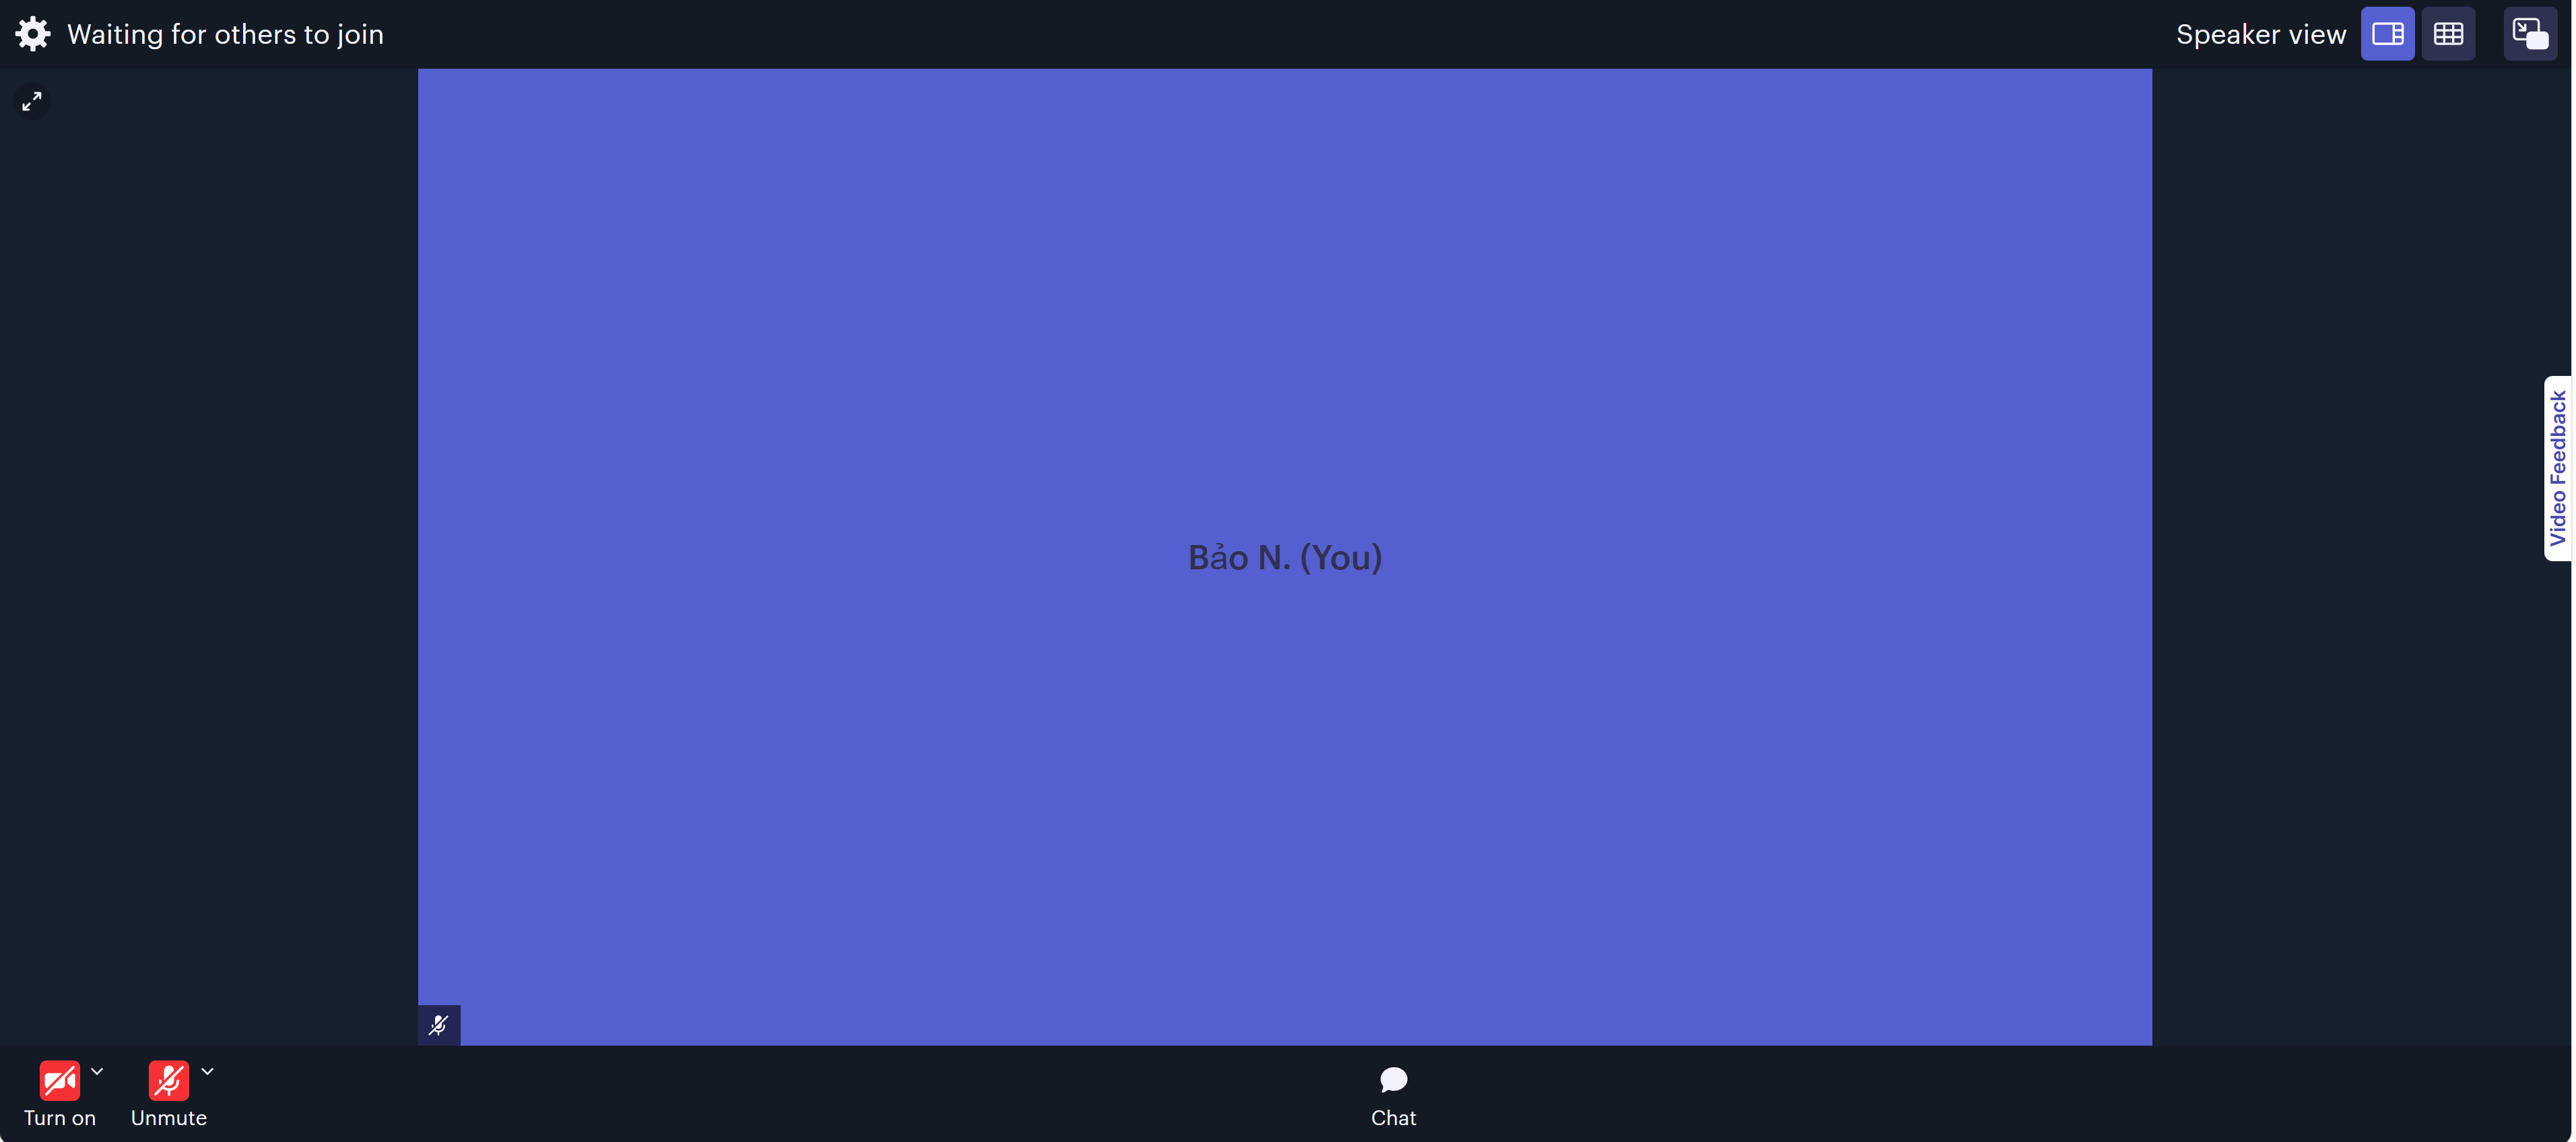 Waiting for others to join
Speaker view
Video Feedback
Bảo N. (You)
Turn on
Unmute
Chat